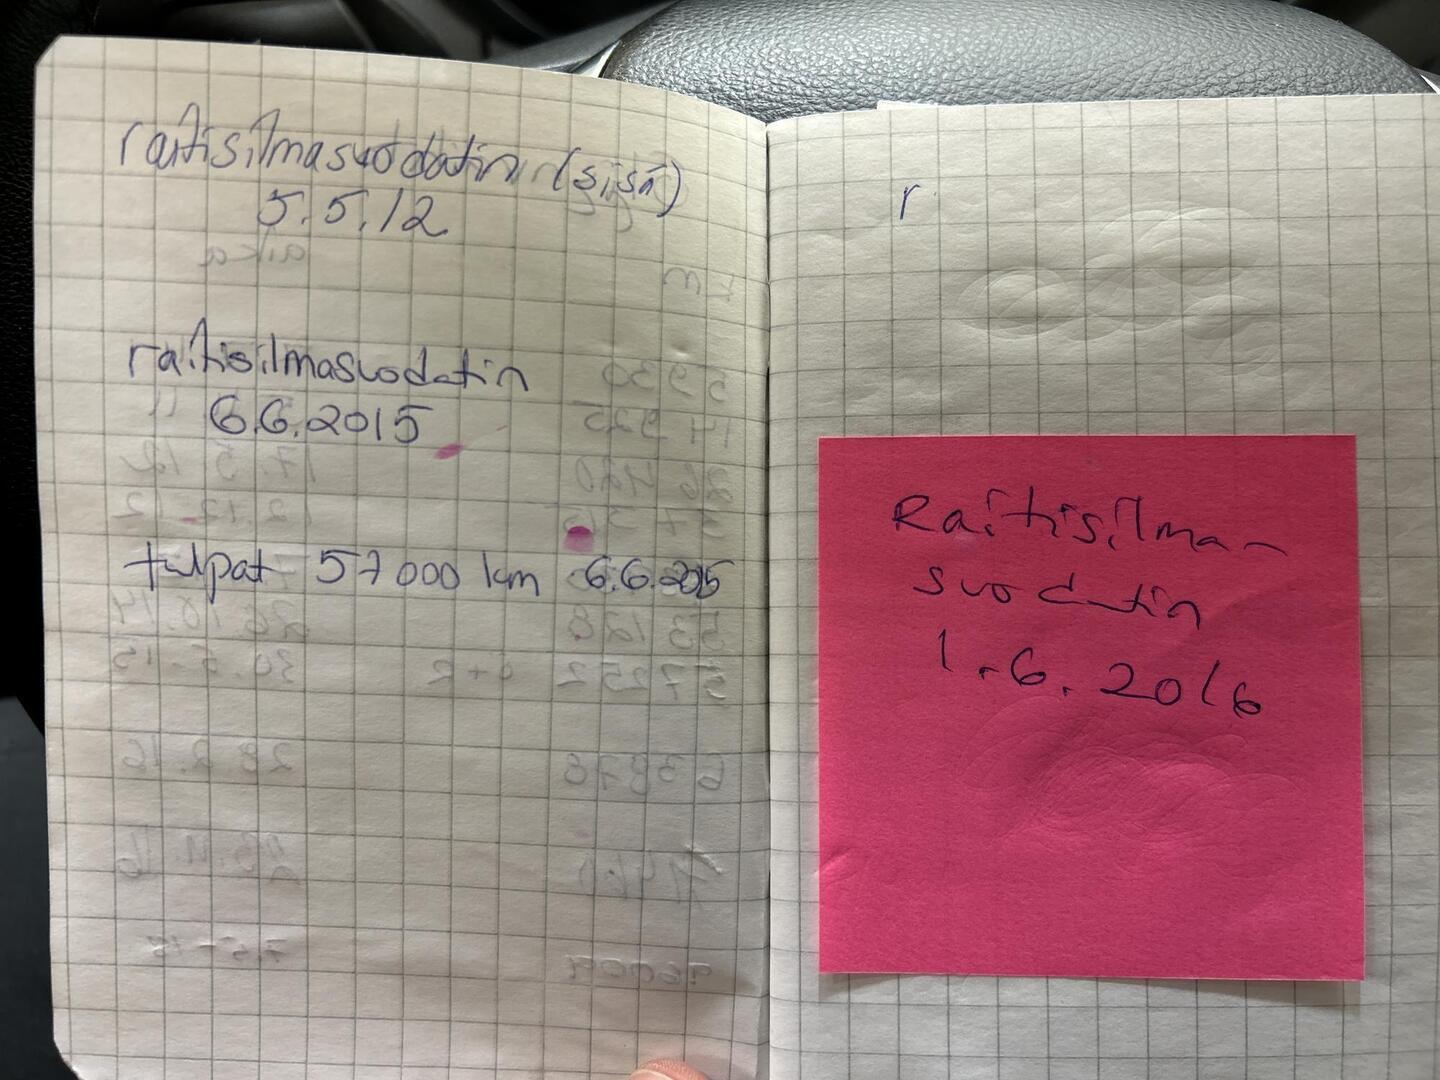 raitisilmasuodatin (sisä)
5.5.12
raitisilmasuodatin
6.6.2015
tulpat 57000 km 6.6.2015
r
Raitisilma-
suodatin
1.6.2016